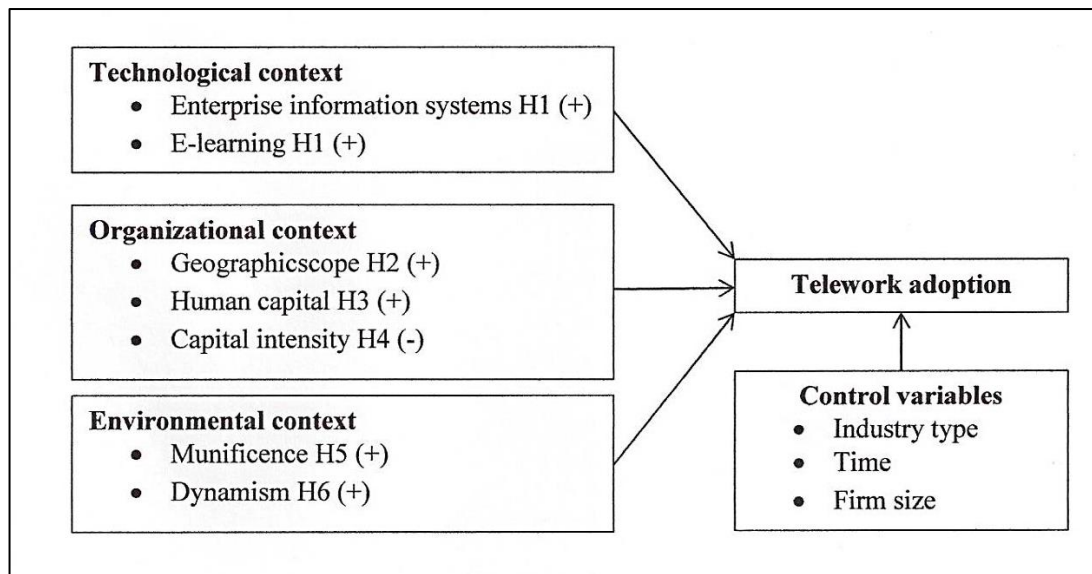 Technological context
• Enterprise information systems H1 (+)
• E-learning H1 (+)
Organizational context
• Geographicscope H2 (+)
• Human capital H3 (+)
• Capital intensity H4 (-)
Environmental context
• Munificence H5 (+)
• Dynamism H6 (+)
Telework adoption
Control variables
• Industry type
• Time
• Firm size